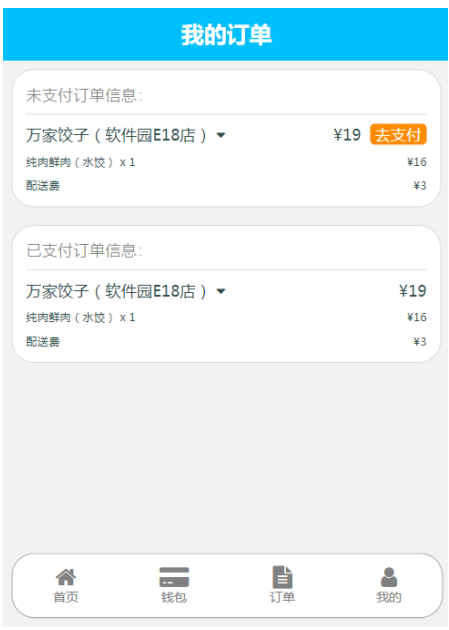 我的订单
未支付订单信息:
万家饺子（软件园E18店） ¥19 去支付
纯肉鲜肉（水饺）x 1 ¥16
配送费 ¥3
已支付订单信息:
万家饺子（软件园E18店） ¥19
纯肉鲜肉（水饺）x 1 ¥16
配送费 ¥3
首页 钱包 订单 我的